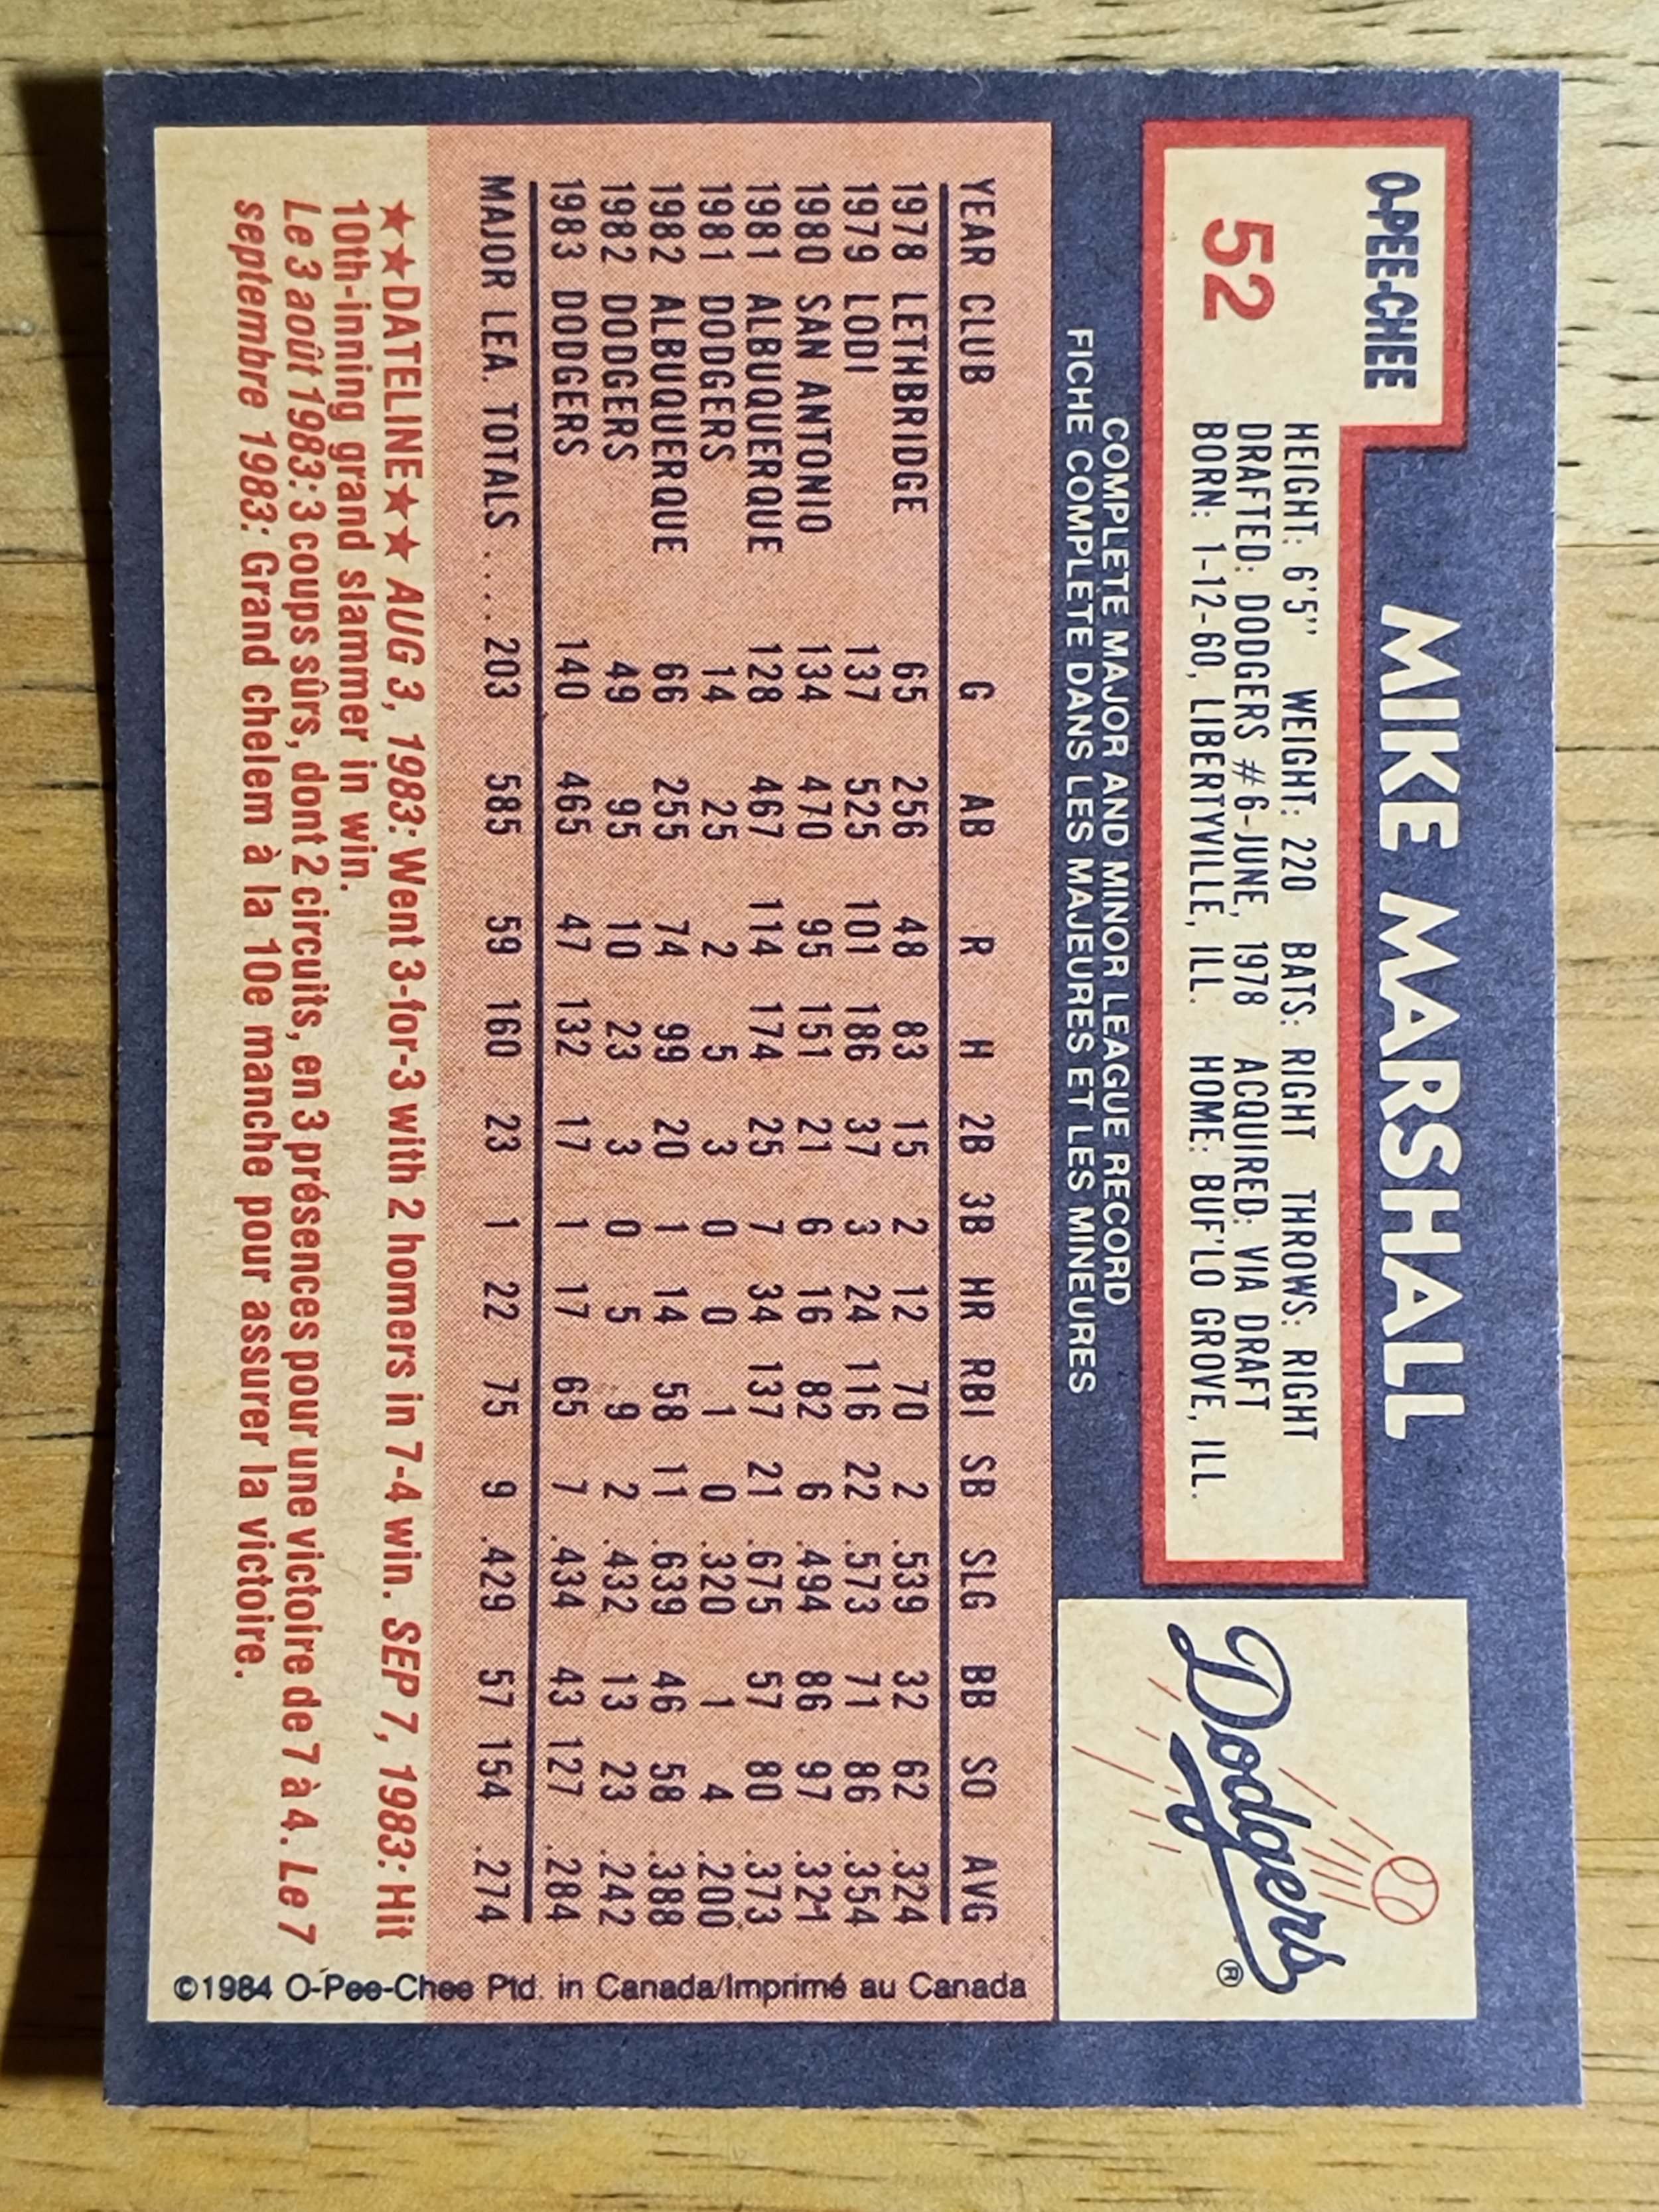 O-PEE-CHEE
MIKE MARSHALL
52
HEIGHT: 6'5" WEIGHT: 220 BATS: RIGHT THROWS: RIGHT
DRAFTED: DODGERS #6-JUNE, 1978 ACQUIRED: VIA DRAFT
BORN: 1-12-60, LIBERTYVILLE, ILL. HOME: BUF'LO GROVE, ILL.
Dodgers ®
COMPLETE MAJOR AND MINOR LEAGUE RECORD
FICHE COMPLETE DANS LES MAJEURES ET LES MINEURES
YEAR CLUB G AB R H 2B 3B HR RBI SB SLG BB SO AVG
1978 LETHBRIDGE 65 256 48 83 15 2 12 70 2 .539 32 62 .324
1979 LODI 137 525 101 186 37 3 24 116 22 .573 71 86 .354
1980 SAN ANTONIO 134 470 95 151 21 6 16 82 6 .494 86 97 .321
1981 ALBUQUERQUE 128 467 114 174 25 7 34 137 21 .675 57 80 .373
1981 DODGERS 14 25 2 5 3 0 0 1 0 .320 1 4 .200
1982 ALBUQUERQUE 66 255 74 99 20 1 14 58 11 .639 46 58 .388
1982 DODGERS 49 95 10 23 3 0 5 9 2 .432 13 23 .242
1983 DODGERS 140 465 47 132 17 1 17 65 7 .434 43 127 .284
MAJOR LEA. TOTALS .... 203 585 59 160 23 1 22 75 9 .429 57 154 .274
★★DATELINE★★ AUG 3, 1983: Went 3-for-3 with 2 homers in 7-4 win. SEP 7, 1983: Hit
10th-inning grand slammer in win.
Le 3 août 1983: 3 coups sûrs, dont 2 circuits, en 3 présences pour une victoire de 7 à 4. Le 7
septembre 1983: Grand chelem à la 10e manche pour assurer la victoire.
©1984 O-Pee-Chee Ptd. in Canada/Imprimé au Canada